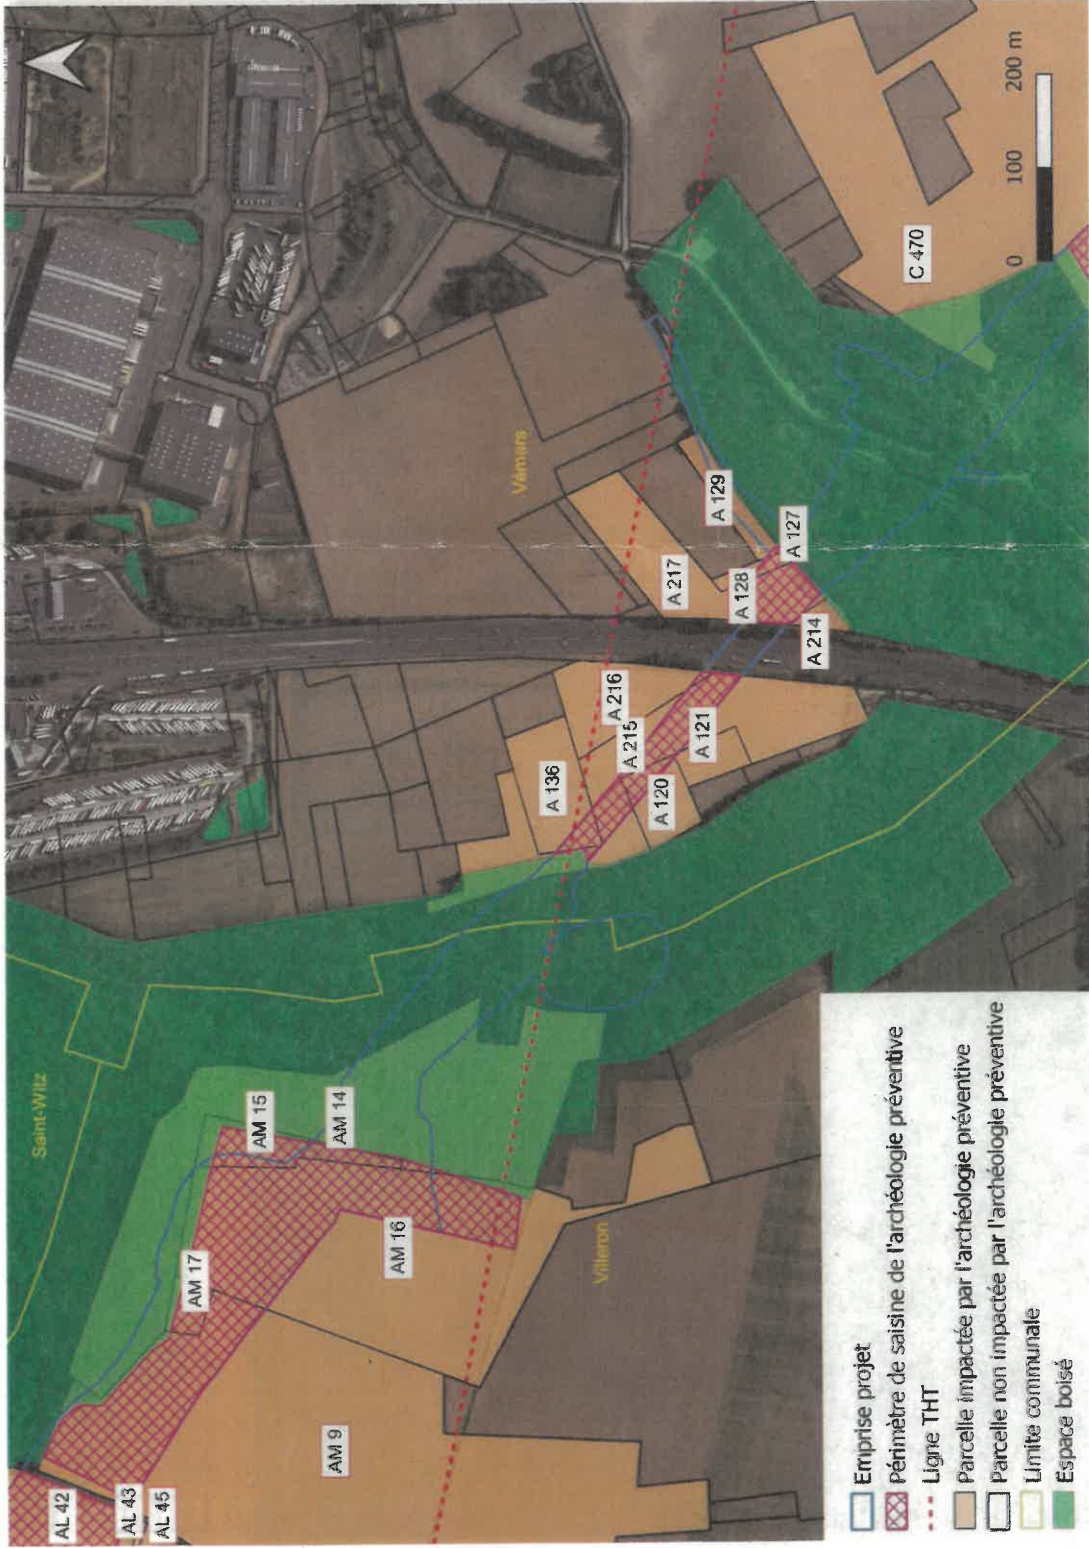 Saint-Witz
Vémars
Villeron
AL 42
AL 43
AL 45
AM 17
AM 15
AM 14
AM 16
AM 9
A 136
A 216
A 215
A 120
A 121
A 217
A 128
A 129
A 127
A 214
C 470
0 100 200 m
Emprise projet
Périmètre de saisine de l'archéologie préventive
Ligne THT
Parcelle impactée par l'archéologie préventive
Parcelle non impactée par l'archéologie préventive
Limite communale
Espace boisé